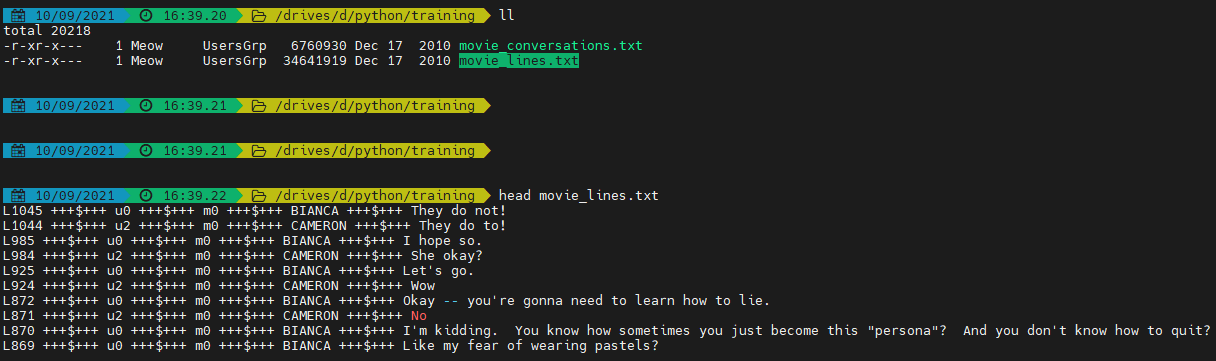 10/09/2021 16:39.20 /drives/d/python/training ll
total 20218
-r-xr-x--- 1 Meow UsersGrp 6760930 Dec 17 2010 movie_conversations.txt
-r-xr-x--- 1 Meow UsersGrp 34641919 Dec 17 2010 movie_lines.txt
10/09/2021 16:39.21 /drives/d/python/training
10/09/2021 16:39.21 /drives/d/python/training
10/09/2021 16:39.22 /drives/d/python/training head movie_lines.txt
L1045 +++$+++ u0 +++$+++ m0 +++$+++ BIANCA +++$+++ They do not!
L1044 +++$+++ u2 +++$+++ m0 +++$+++ CAMERON +++$+++ They do to!
L985 +++$+++ u0 +++$+++ m0 +++$+++ BIANCA +++$+++ I hope so.
L984 +++$+++ u2 +++$+++ m0 +++$+++ CAMERON +++$+++ She okay?
L925 +++$+++ u0 +++$+++ m0 +++$+++ BIANCA +++$+++ Let's go.
L924 +++$+++ u2 +++$+++ m0 +++$+++ CAMERON +++$+++ Wow
L872 +++$+++ u0 +++$+++ m0 +++$+++ BIANCA +++$+++ Okay -- you're gonna need to learn how to lie.
L871 +++$+++ u2 +++$+++ m0 +++$+++ CAMERON +++$+++ No
L870 +++$+++ u0 +++$+++ m0 +++$+++ BIANCA +++$+++ I'm kidding.  You know how sometimes you just become this "persona"?  And you don't know how to quit?
L869 +++$+++ u0 +++$+++ m0 +++$+++ BIANCA +++$+++ Like my fear of wearing pastels?